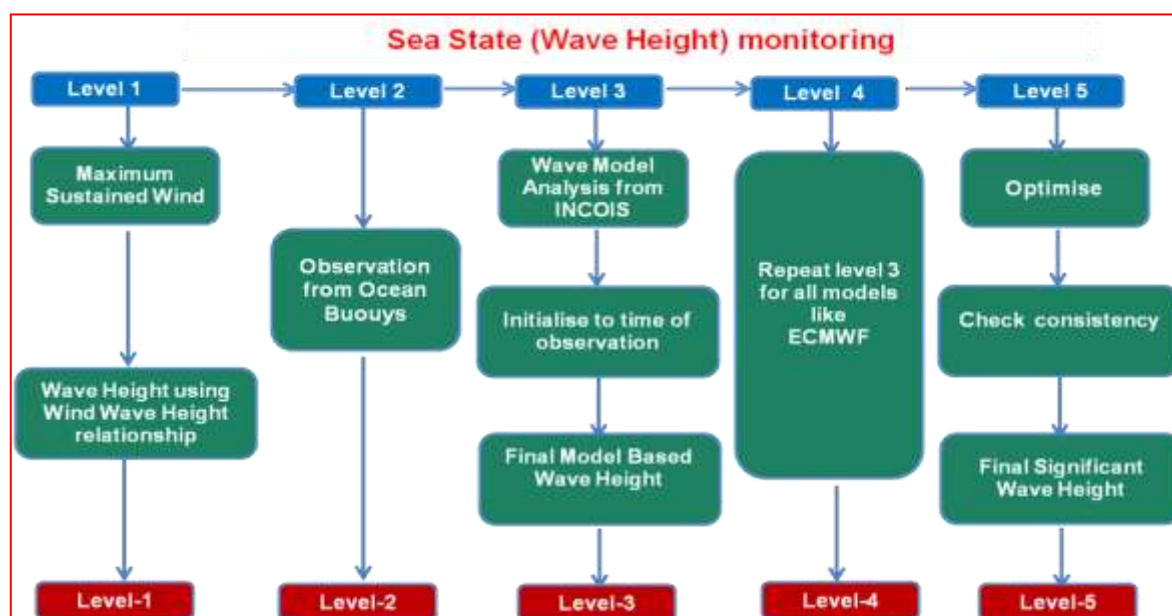 Sea State (Wave Height) monitoring
Level 1
Level 2
Level 3
Level 4
Level 5
Maximum
Sustained Wind
Wave Height using
Wind Wave Height
relationship
Observation
from Ocean
Buouys
Wave Model
Analysis from
INCOIS
Initialise to time of
observation
Final Model Based
Wave Height
Repeat level 3
for all models
like
ECMWF
Optimise
Check consistency
Final Significant
Wave Height
Level-1
Level-2
Level-3
Level-4
Level-5